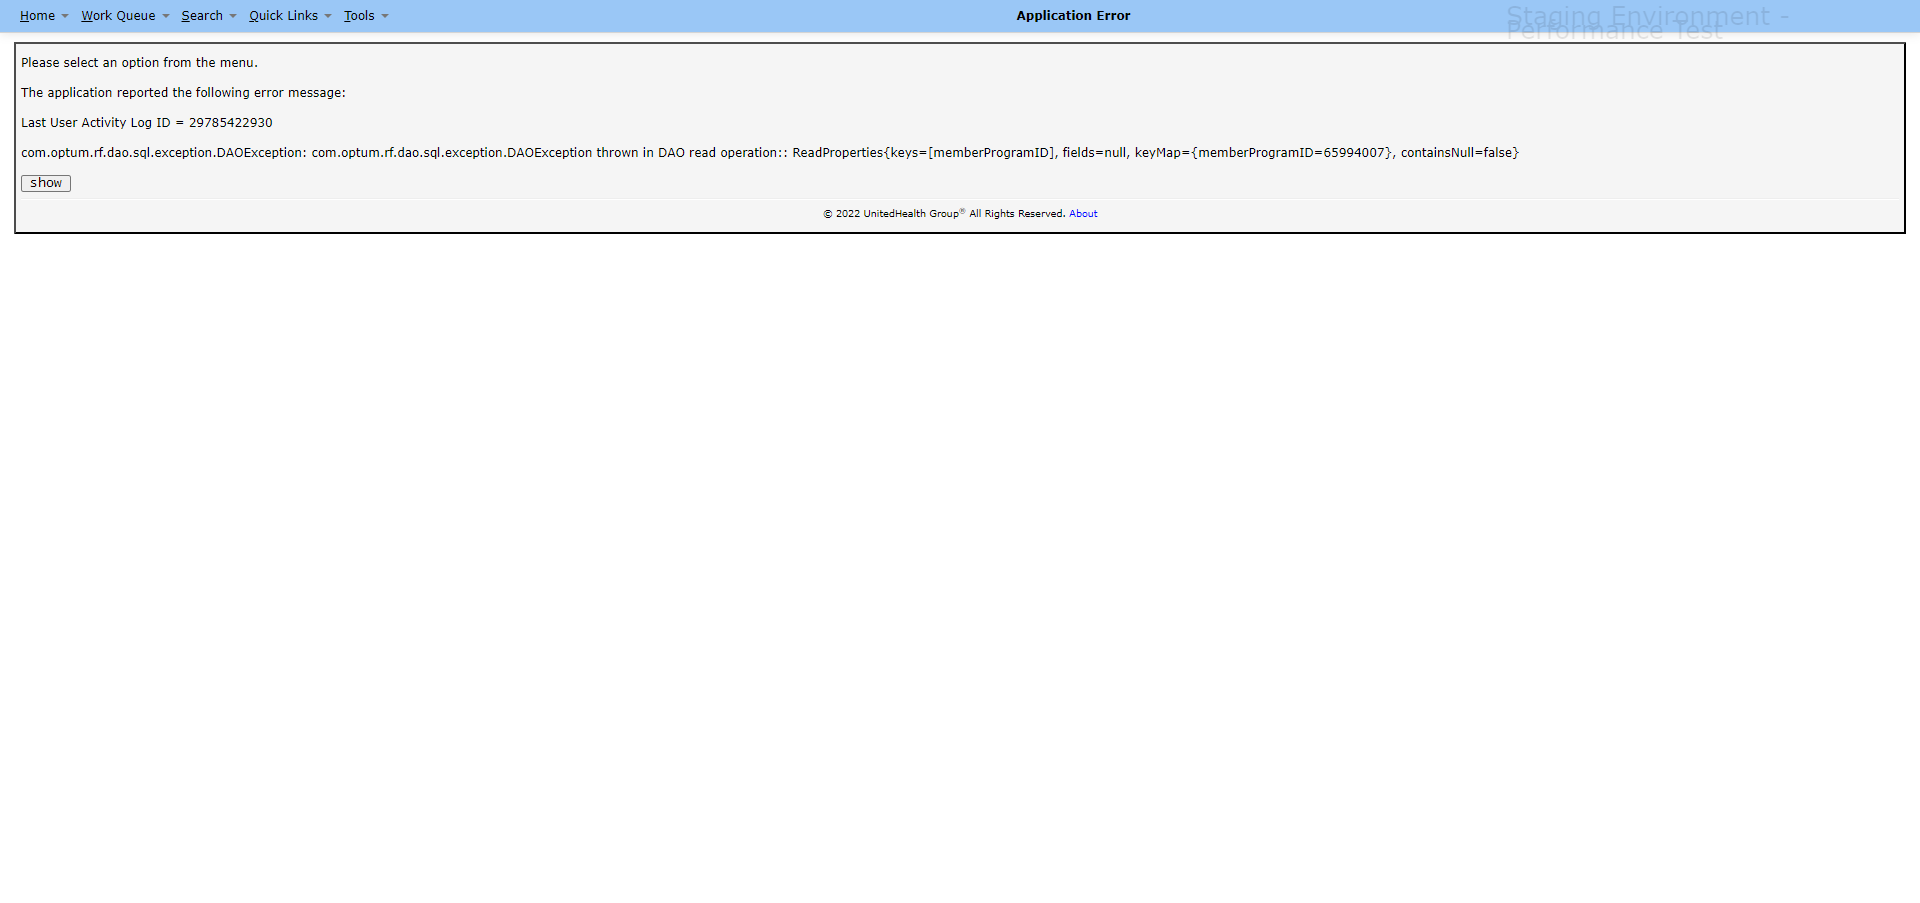 Home Work Queue Search Quick Links Tools Application Error Staging Environment -
Performance Test
Please select an option from the menu.
The application reported the following error message:
Last User Activity Log ID = 29785422930
com.optum.rf.dao.sql.exception.DAOException: com.optum.rf.dao.sql.exception.DAOException thrown in DAO read operation:: ReadProperties{keys=[memberProgramID], fields=null, keyMap={memberProgramID=65994007}, containsNull=false}
show
© 2022 UnitedHealth Group® All Rights Reserved. About